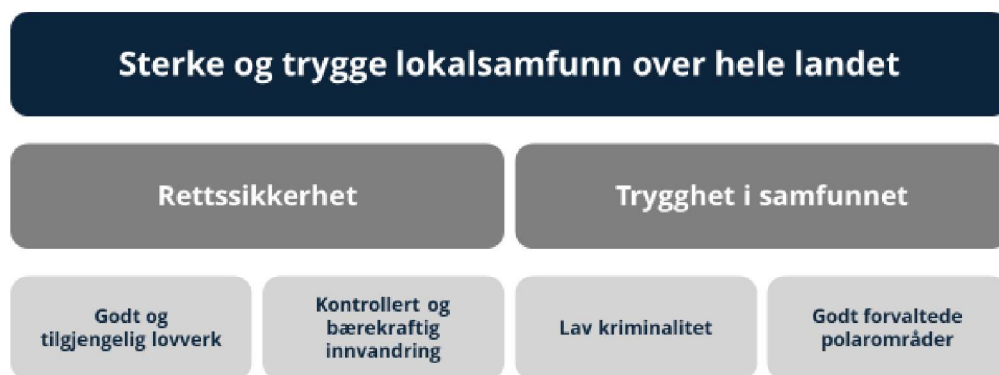 Sterke og trygge lokalsamfunn over hele landet
Rettssikkerhet
Trygghet i samfunnet
Godt og
tilgjengelig lovverk
Kontrollert og
bærekraftig
innvandring
Lav kriminalitet
Godt forvaltede
polarområder